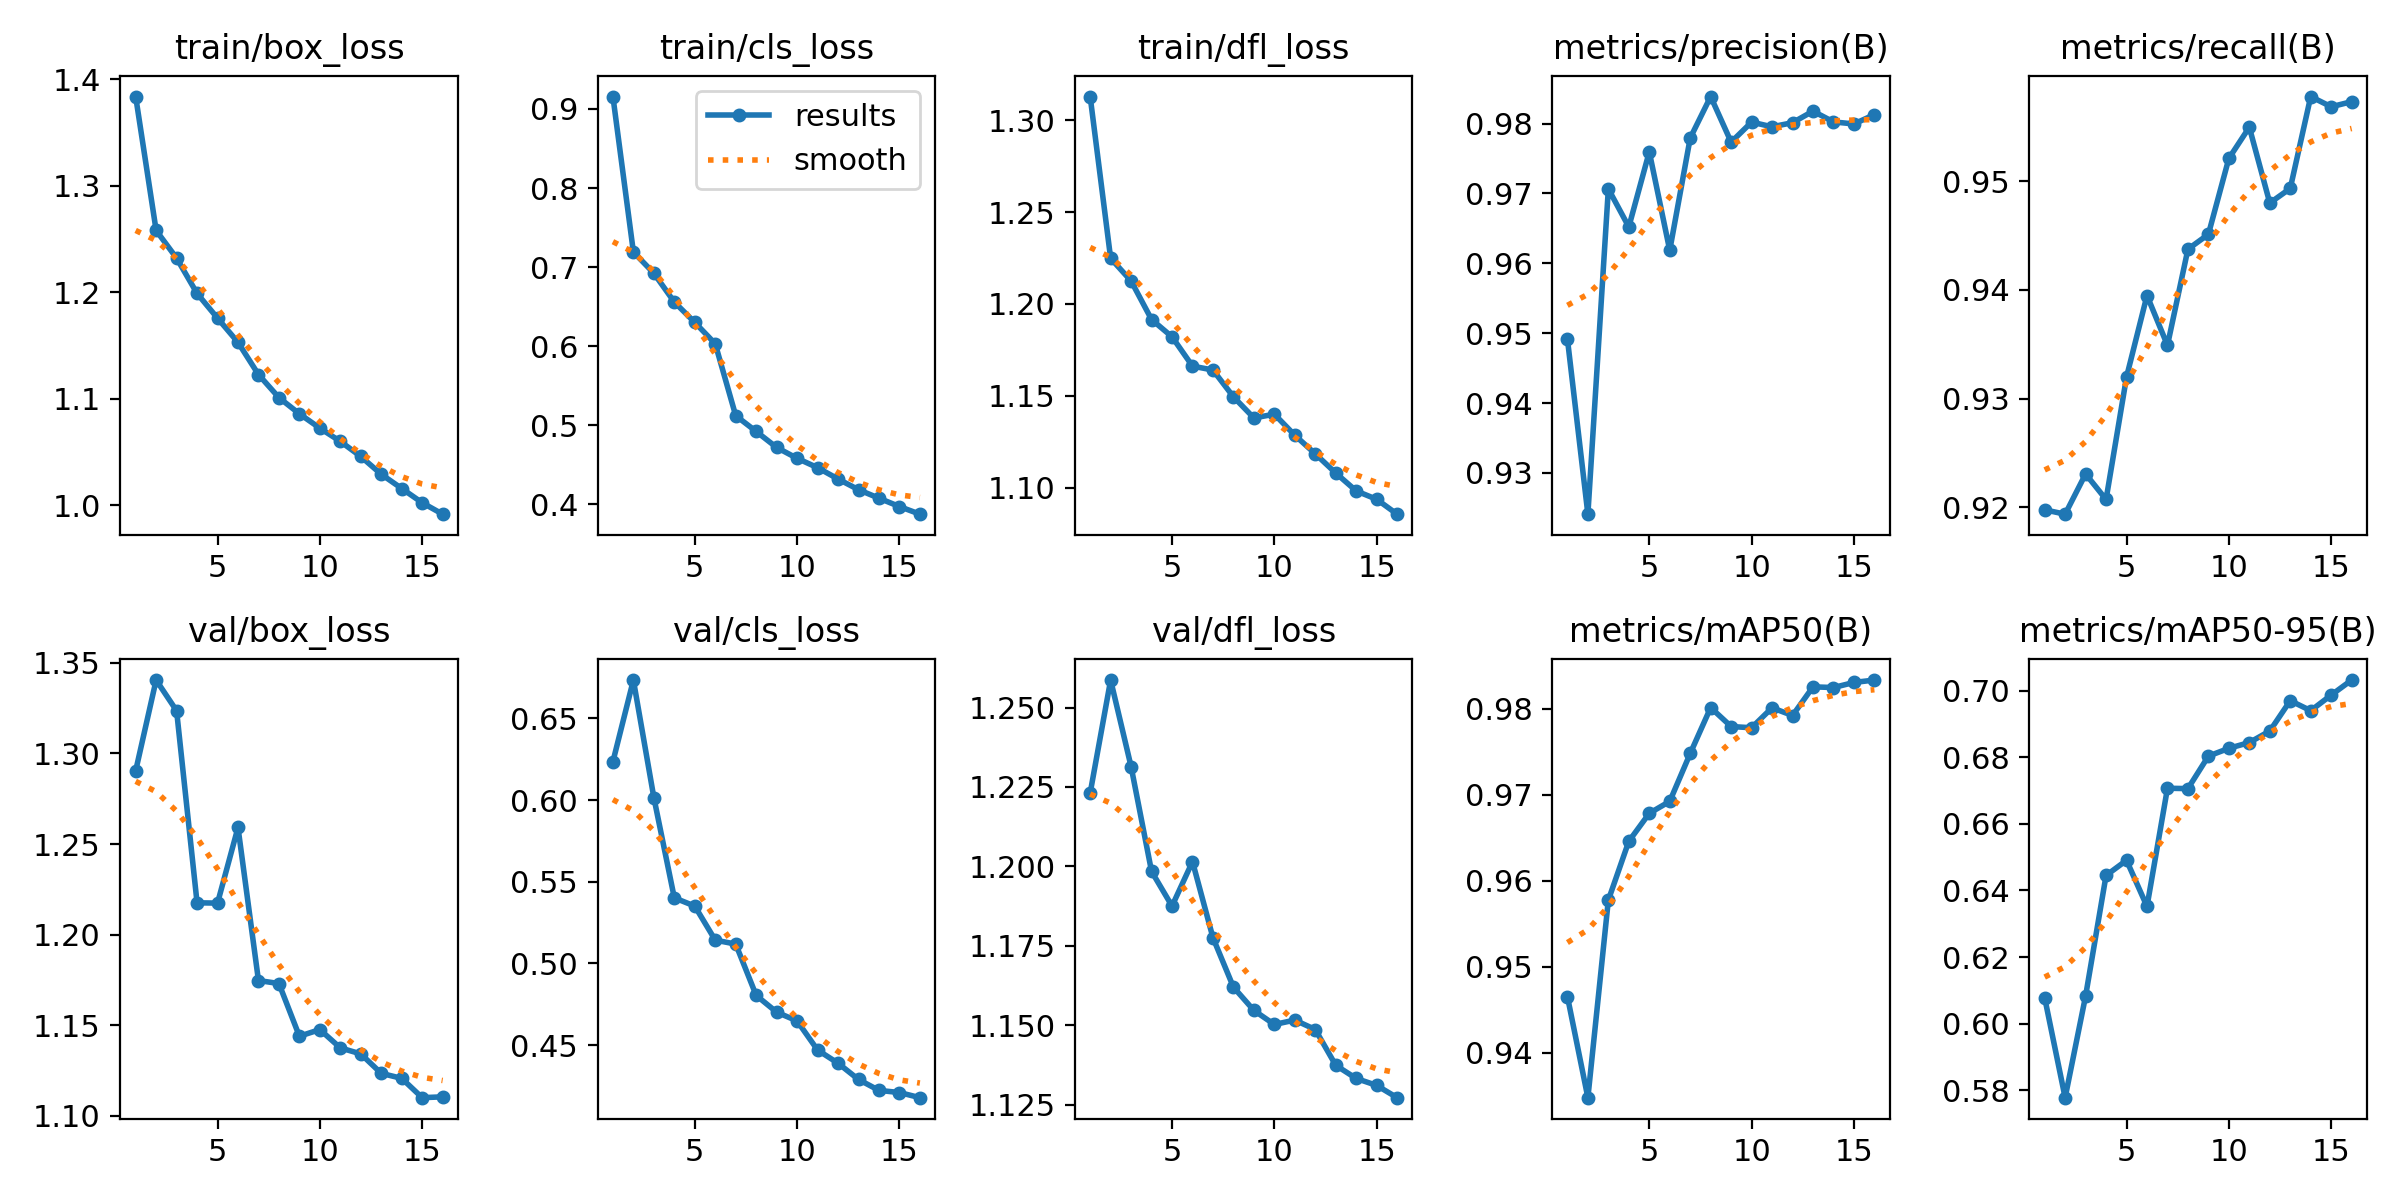 train/box_loss
1.4
1.3
1.2
1.1
1.0
5 10 15
train/cls_loss
results
smooth
0.9
0.8
0.7
0.6
0.5
0.4
5 10 15
train/dfl_loss
1.30
1.25
1.20
1.15
1.10
5 10 15
metrics/precision(B)
0.98
0.97
0.96
0.95
0.94
0.93
5 10 15
metrics/recall(B)
0.95
0.94
0.93
0.92
5 10 15
val/box_loss
1.35
1.30
1.25
1.20
1.15
1.10
5 10 15
val/cls_loss
0.65
0.60
0.55
0.50
0.45
5 10 15
val/dfl_loss
1.250
1.225
1.200
1.175
1.150
1.125
5 10 15
metrics/mAP50(B)
0.98
0.97
0.96
0.95
0.94
5 10 15
metrics/mAP50-95(B)
0.70
0.68
0.66
0.64
0.62
0.60
0.58
5 10 15